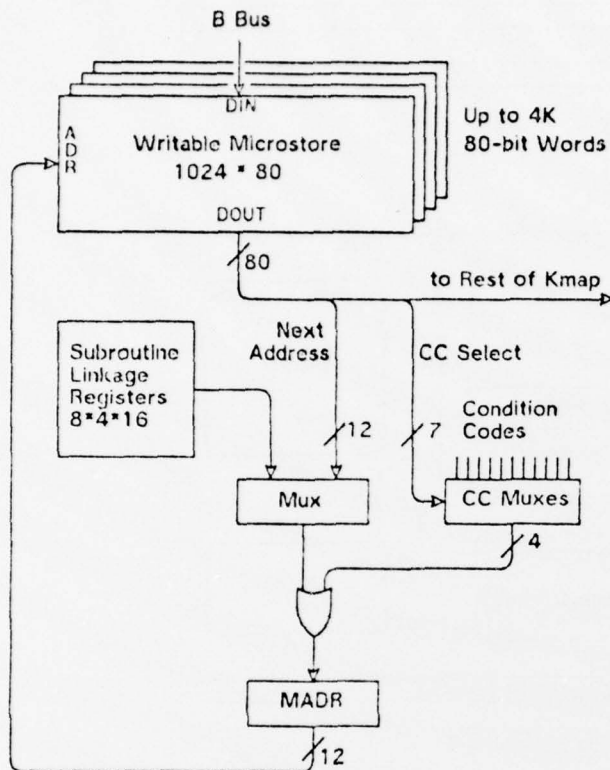 B Bus
DIN
ADR
Writable Microstore
1024 * 80
DOUT
Up to 4K
80-bit Words
80
to Rest of Kmap
Next
Address
CC Select
Subroutine
Linkage
Registers
8*4*16
12
7
Condition
Codes
Mux
CC Muxes
4
MADR
12